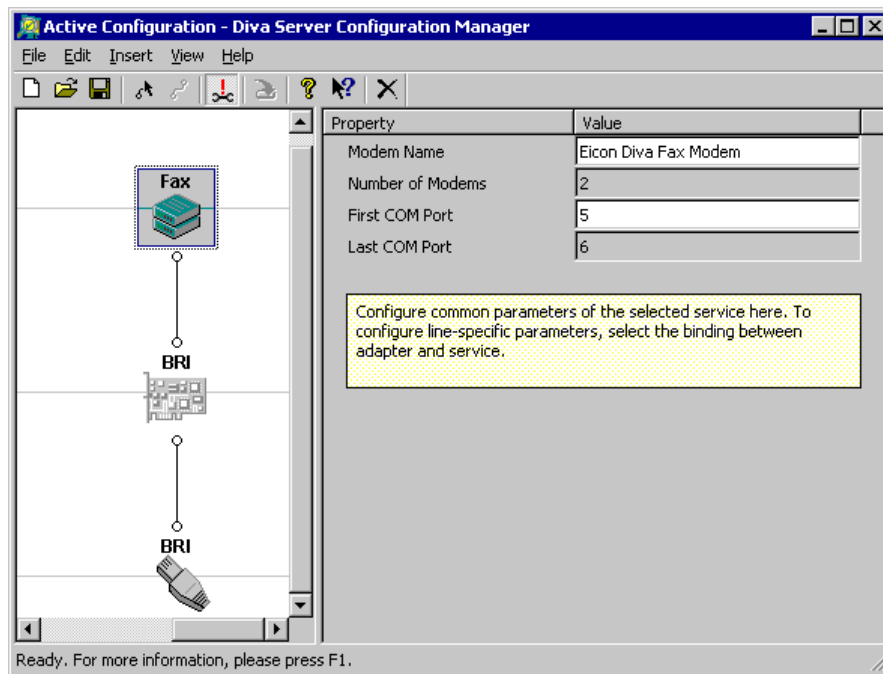 Active Configuration - Diva Server Configuration Manager
File Edit Insert View Help
Property Value
Modem Name Eicon Diva Fax Modem
Number of Modems 2
First COM Port 5
Last COM Port 6
Fax
Configure common parameters of the selected service here. To
configure line-specific parameters, select the binding between
adapter and service.
BRI
BRI
Ready. For more information, please press F1.